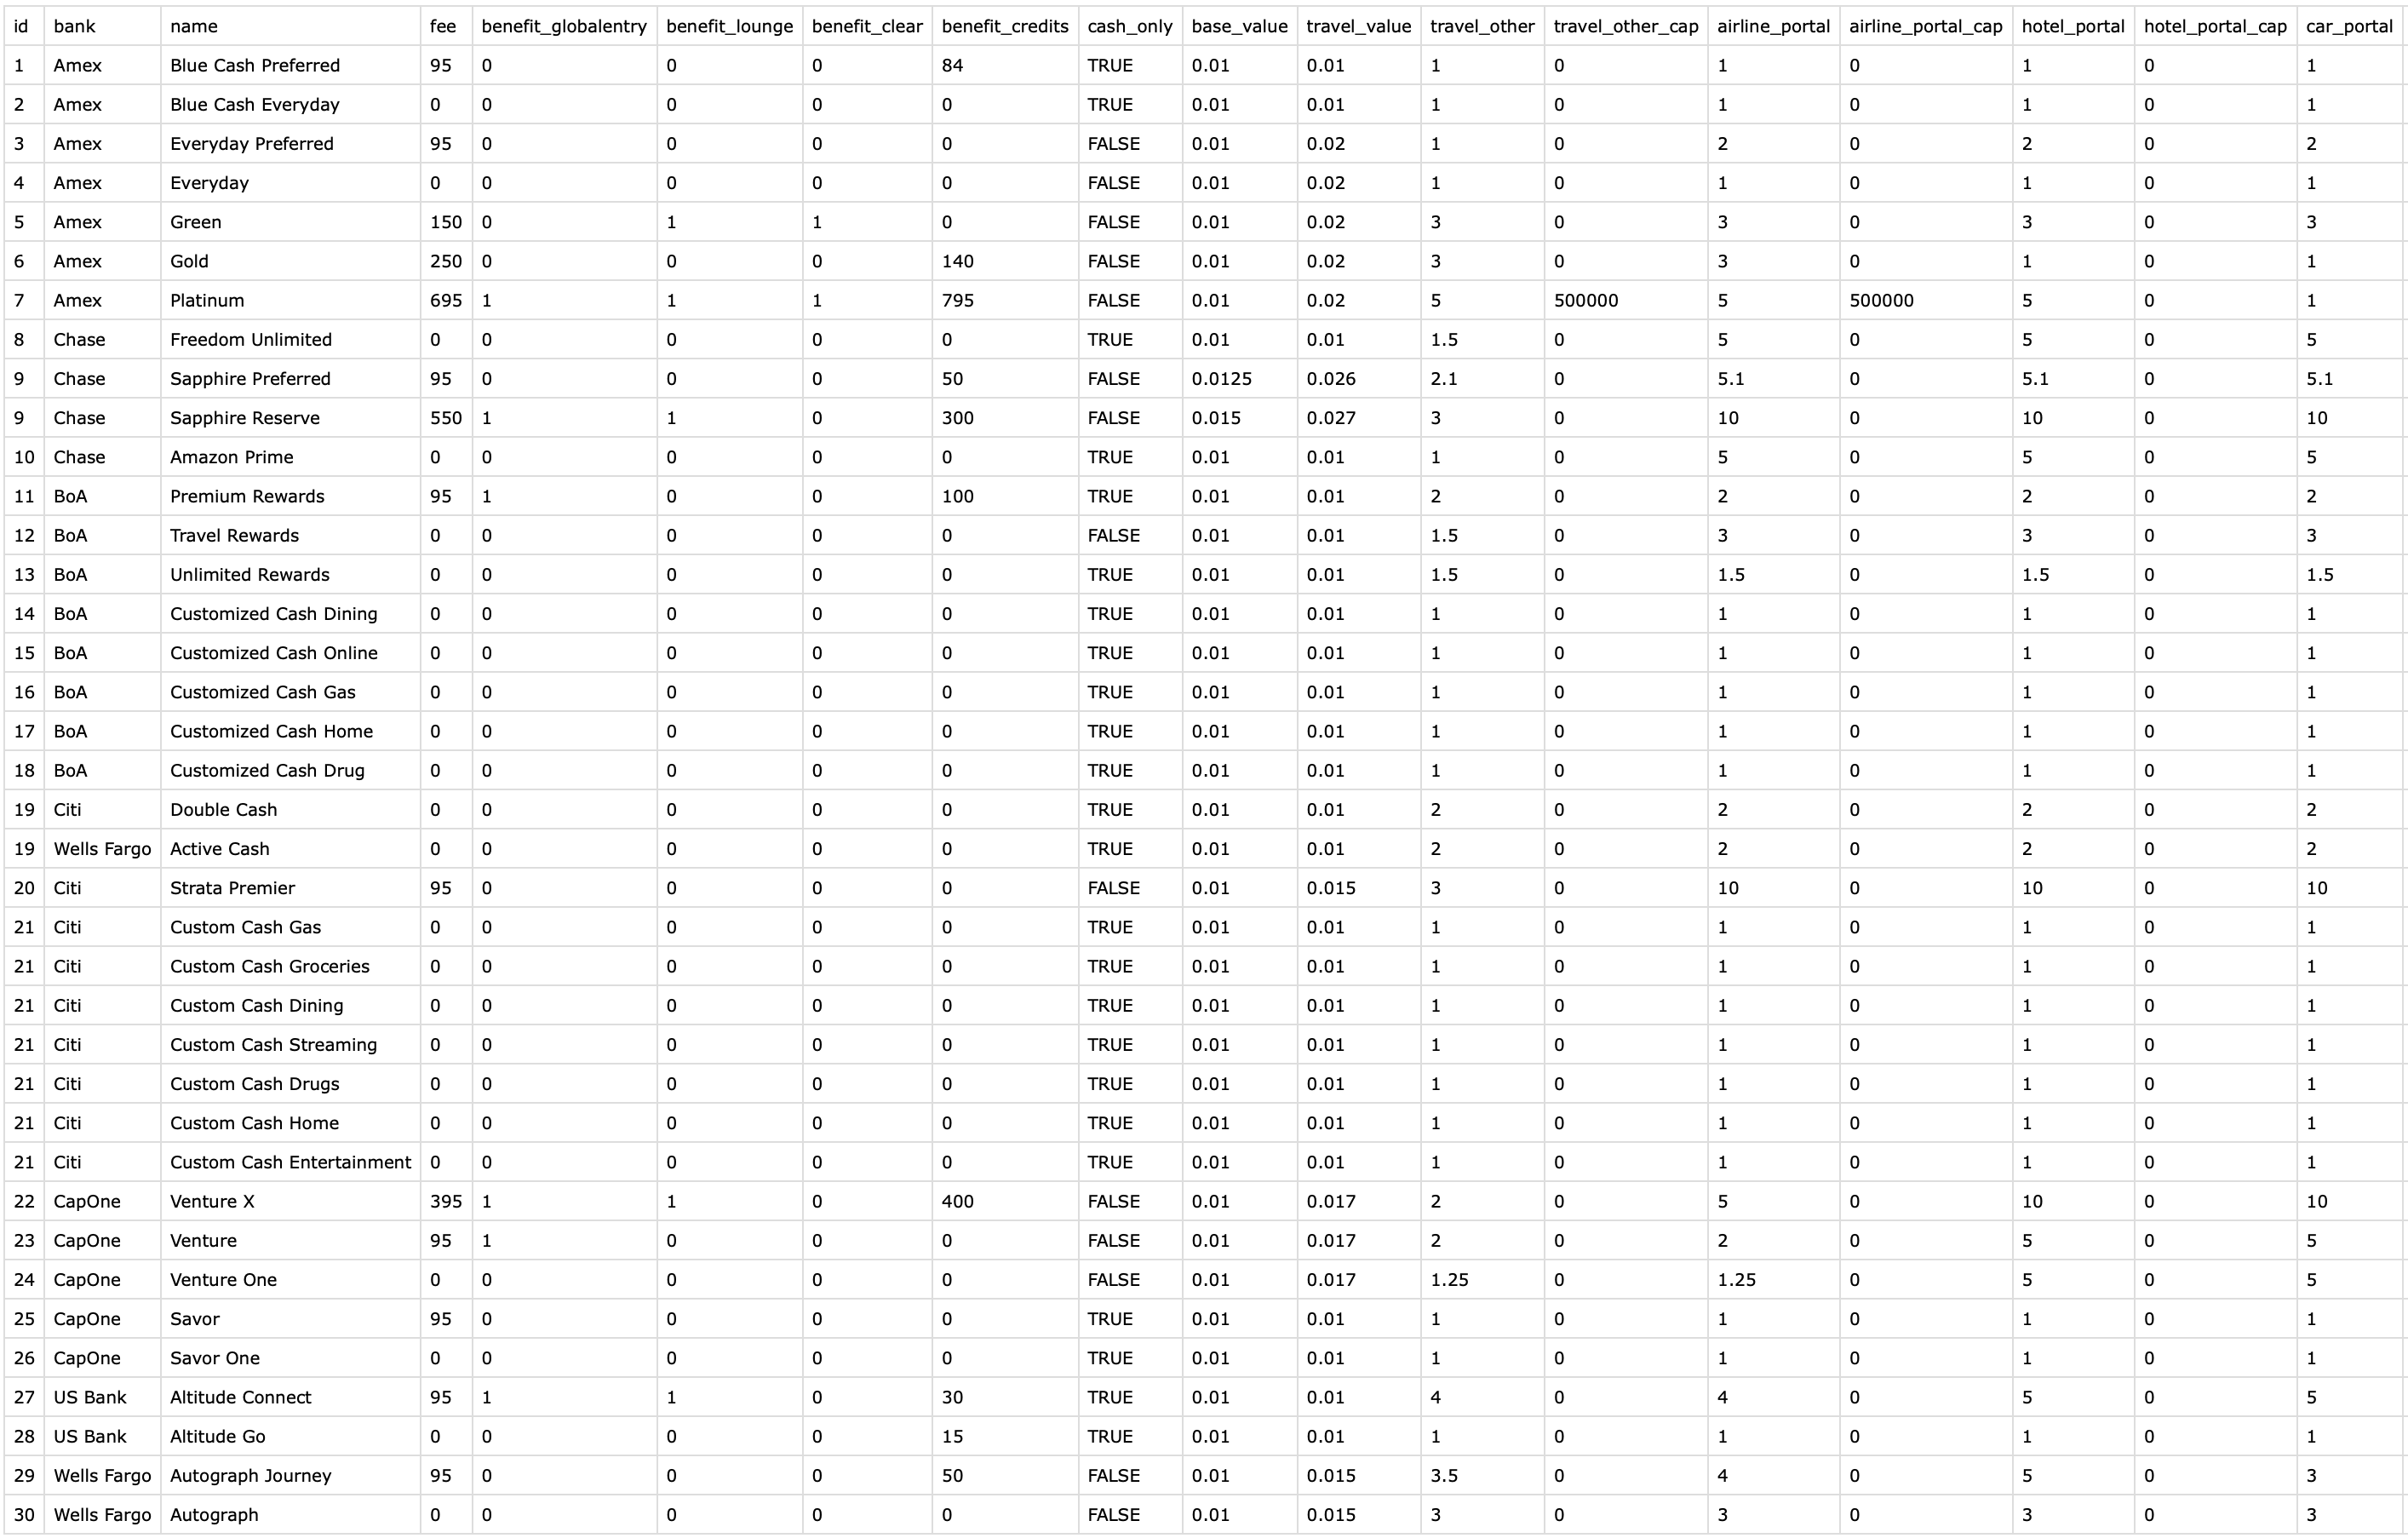 id bank name fee benefit_globalentry benefit_lounge benefit_clear benefit_credits cash_only base_value travel_value travel_other travel_other_cap airline_portal airline_portal_cap hotel_portal hotel_portal_cap car_portal
1 Amex Blue Cash Preferred 95 0 0 0 84 TRUE 0.01 0.01 1 0 1 0 1 0 1
2 Amex Blue Cash Everyday 0 0 0 0 0 TRUE 0.01 0.01 1 0 1 0 1 0 1
3 Amex Everyday Preferred 95 0 0 0 0 FALSE 0.01 0.02 1 0 2 0 2 0 2
4 Amex Everyday 0 0 0 0 0 FALSE 0.01 0.02 1 0 1 0 1 0 1
5 Amex Green 150 0 1 1 0 FALSE 0.01 0.02 3 0 3 0 3 0 3
6 Amex Gold 250 0 0 0 140 FALSE 0.01 0.02 3 0 3 0 1 0 1
7 Amex Platinum 695 1 1 1 795 FALSE 0.01 0.02 5 500000 5 500000 5 0 1
8 Chase Freedom Unlimited 0 0 0 0 0 TRUE 0.01 0.01 1.5 0 5 0 5 0 5
9 Chase Sapphire Preferred 95 0 0 0 50 FALSE 0.0125 0.026 2.1 0 5.1 0 5.1 0 5.1
9 Chase Sapphire Reserve 550 1 1 0 300 FALSE 0.015 0.027 3 0 10 0 10 0 10
10 Chase Amazon Prime 0 0 0 0 0 TRUE 0.01 0.01 1 0 5 0 5 0 5
11 BoA Premium Rewards 95 1 0 0 100 TRUE 0.01 0.01 2 0 2 0 2 0 2
12 BoA Travel Rewards 0 0 0 0 0 FALSE 0.01 0.01 1.5 0 3 0 3 0 3
13 BoA Unlimited Rewards 0 0 0 0 0 TRUE 0.01 0.01 1.5 0 1.5 0 1.5 0 1.5
14 BoA Customized Cash Dining 0 0 0 0 0 TRUE 0.01 0.01 1 0 1 0 1 0 1
15 BoA Customized Cash Online 0 0 0 0 0 TRUE 0.01 0.01 1 0 1 0 1 0 1
16 BoA Customized Cash Gas 0 0 0 0 0 TRUE 0.01 0.01 1 0 1 0 1 0 1
17 BoA Customized Cash Home 0 0 0 0 0 TRUE 0.01 0.01 1 0 1 0 1 0 1
18 BoA Customized Cash Drug 0 0 0 0 0 TRUE 0.01 0.01 1 0 1 0 1 0 1
19 Citi Double Cash 0 0 0 0 0 TRUE 0.01 0.01 2 0 2 0 2 0 2
19 Wells Fargo Active Cash 0 0 0 0 0 TRUE 0.01 0.01 2 0 2 0 2 0 2
20 Citi Strata Premier 95 0 0 0 0 FALSE 0.01 0.015 3 0 10 0 10 0 10
21 Citi Custom Cash Gas 0 0 0 0 0 TRUE 0.01 0.01 1 0 1 0 1 0 1
21 Citi Custom Cash Groceries 0 0 0 0 0 TRUE 0.01 0.01 1 0 1 0 1 0 1
21 Citi Custom Cash Dining 0 0 0 0 0 TRUE 0.01 0.01 1 0 1 0 1 0 1
21 Citi Custom Cash Streaming 0 0 0 0 0 TRUE 0.01 0.01 1 0 1 0 1 0 1
21 Citi Custom Cash Drugs 0 0 0 0 0 TRUE 0.01 0.01 1 0 1 0 1 0 1
21 Citi Custom Cash Home 0 0 0 0 0 TRUE 0.01 0.01 1 0 1 0 1 0 1
21 Citi Custom Cash Entertainment 0 0 0 0 0 TRUE 0.01 0.01 1 0 1 0 1 0 1
22 CapOne Venture X 395 1 1 0 400 FALSE 0.01 0.017 2 0 5 0 10 0 10
23 CapOne Venture 95 1 0 0 0 FALSE 0.01 0.017 2 0 2 0 5 0 5
24 CapOne Venture One 0 0 0 0 0 FALSE 0.01 0.017 1.25 0 1.25 0 5 0 5
25 CapOne Savor 95 0 0 0 0 TRUE 0.01 0.01 1 0 1 0 1 0 1
26 CapOne Savor One 0 0 0 0 0 TRUE 0.01 0.01 1 0 1 0 1 0 1
27 US Bank Altitude Connect 95 1 1 0 30 TRUE 0.01 0.01 4 0 4 0 5 0 5
28 US Bank Altitude Go 0 0 0 0 15 TRUE 0.01 0.01 1 0 1 0 1 0 1
29 Wells Fargo Autograph Journey 95 0 0 0 50 FALSE 0.01 0.015 3.5 0 4 0 5 0 3
30 Wells Fargo Autograph 0 0 0 0 0 FALSE 0.01 0.015 3 0 3 0 3 0 3